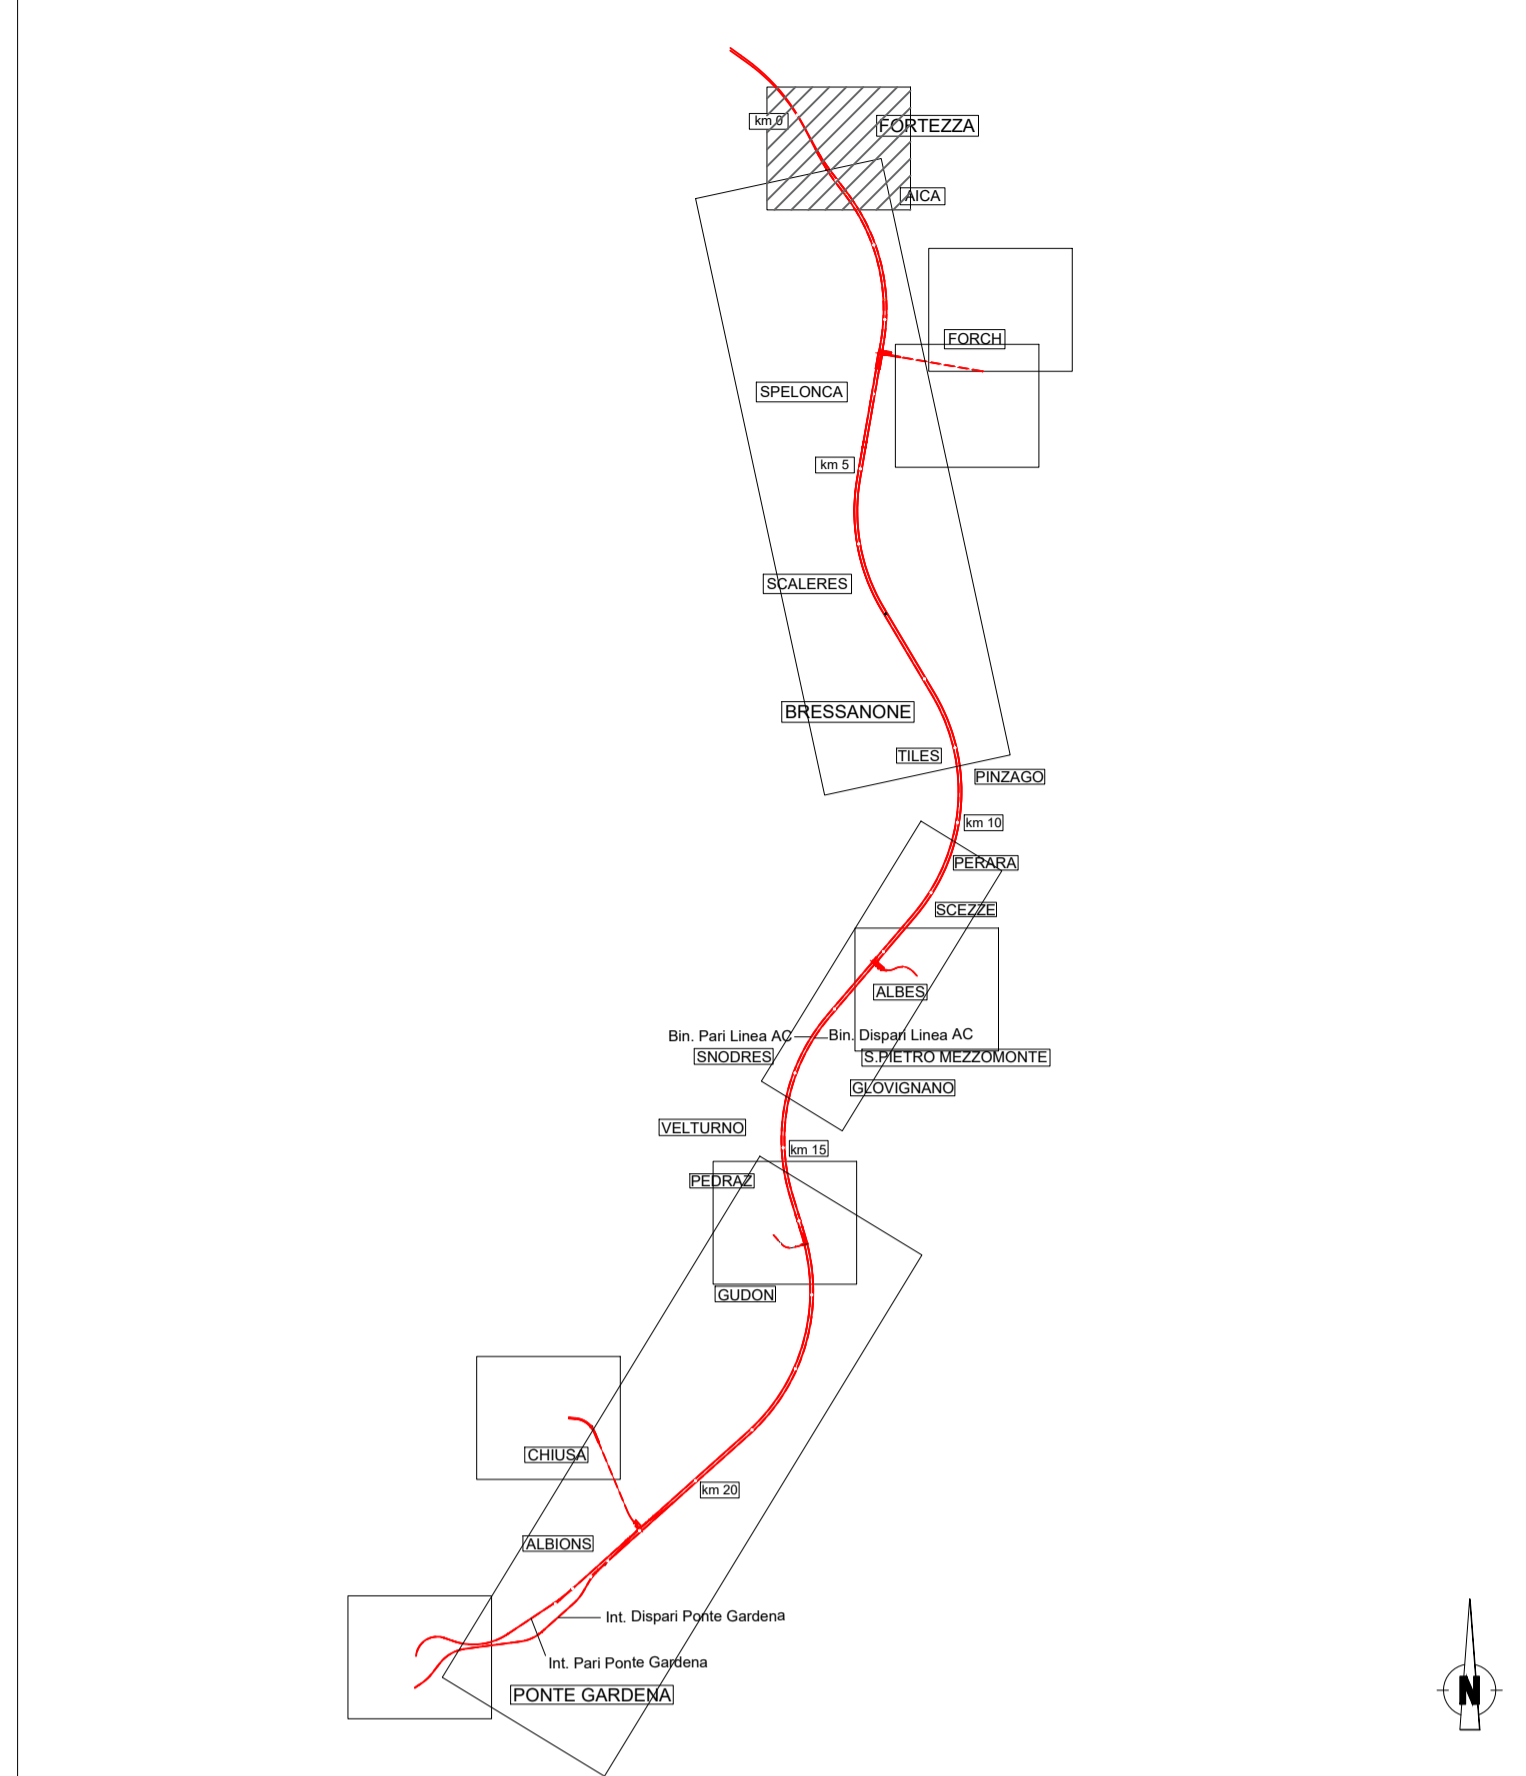 km 0
FORTEZZA
AICA
FORCH
SPELONCA
km 5
SCALERES
BRESSANONE
TILES
PINZAGO
km 10
PERARA
SCEZZE
ALBES
Bin. Pari Linea AC
Bin. Dispari Linea AC
SNODRES
S.PIETRO MEZZOMONTE
GLOVIGNANO
VELTURNO
km 15
PEDRAZ
GUDON
CHIUSA
km 20
ALBIONS
Int. Dispari Ponte Gardena
Int. Pari Ponte Gardena
PONTE GARDENA
N